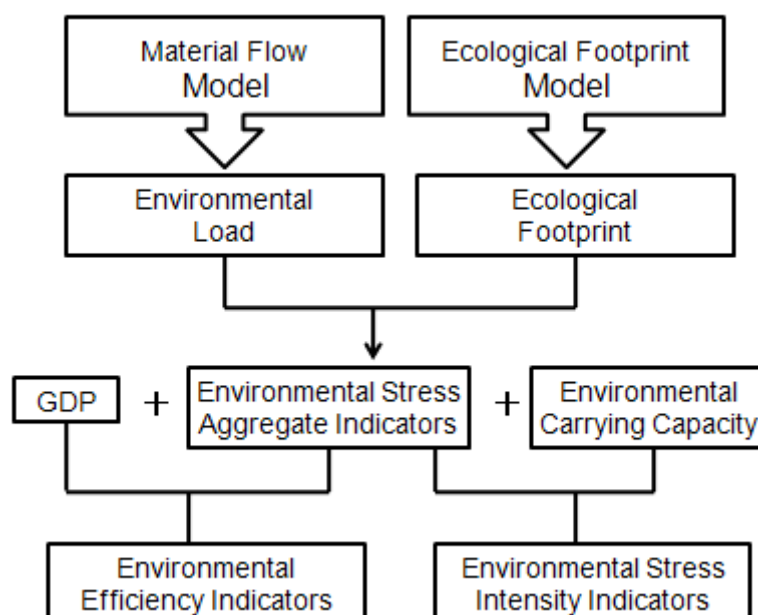 Material Flow
Model
Ecological Footprint
Model
Environmental
Load
Ecological
Footprint
GDP
+
Environmental Stress
Aggregate Indicators
+
Environmental
Carrying Capacity
Environmental
Efficiency Indicators
Environmental Stress
Intensity Indicators